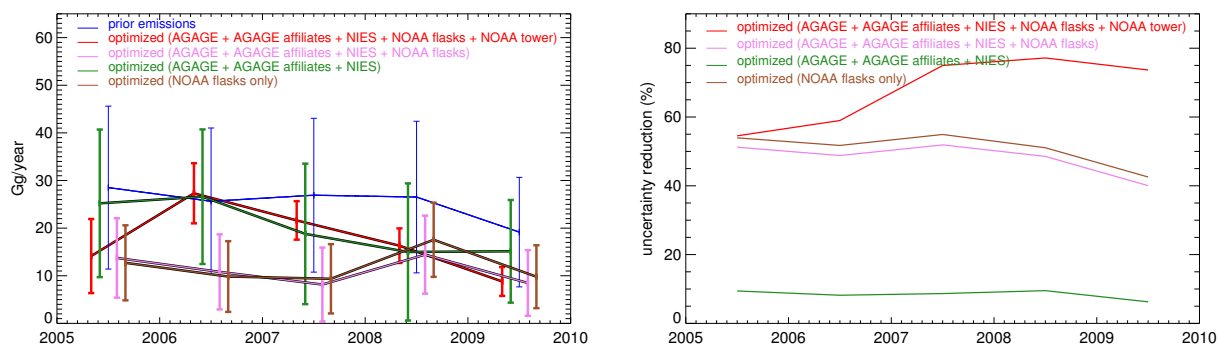 prior emissions
optimized (AGAGE + AGAGE affiliates + NIES + NOAA flasks + NOAA tower)
optimized (AGAGE + AGAGE affiliates + NIES + NOAA flasks)
optimized (AGAGE + AGAGE affiliates + NIES)
optimized (NOAA flasks only)
Gg/year
60
50
40
30
20
10
0
2005 2006 2007 2008 2009 2010
optimized (AGAGE + AGAGE affiliates + NIES + NOAA flasks + NOAA tower)
optimized (AGAGE + AGAGE affiliates + NIES + NOAA flasks)
optimized (AGAGE + AGAGE affiliates + NIES)
optimized (NOAA flasks only)
uncertainty reduction (%)
80
60
40
20
0
2005 2006 2007 2008 2009 2010